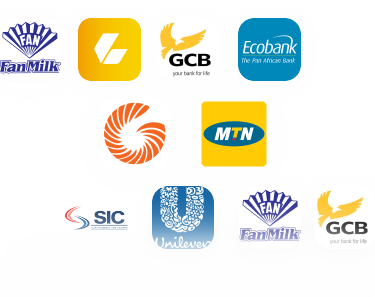 FAN
FanMilk
GCB
your bank for life
Ecobank
The Pan African Bank
MTN
SIC
Unilever
FAN
FanMilk
GCB
your bank for life